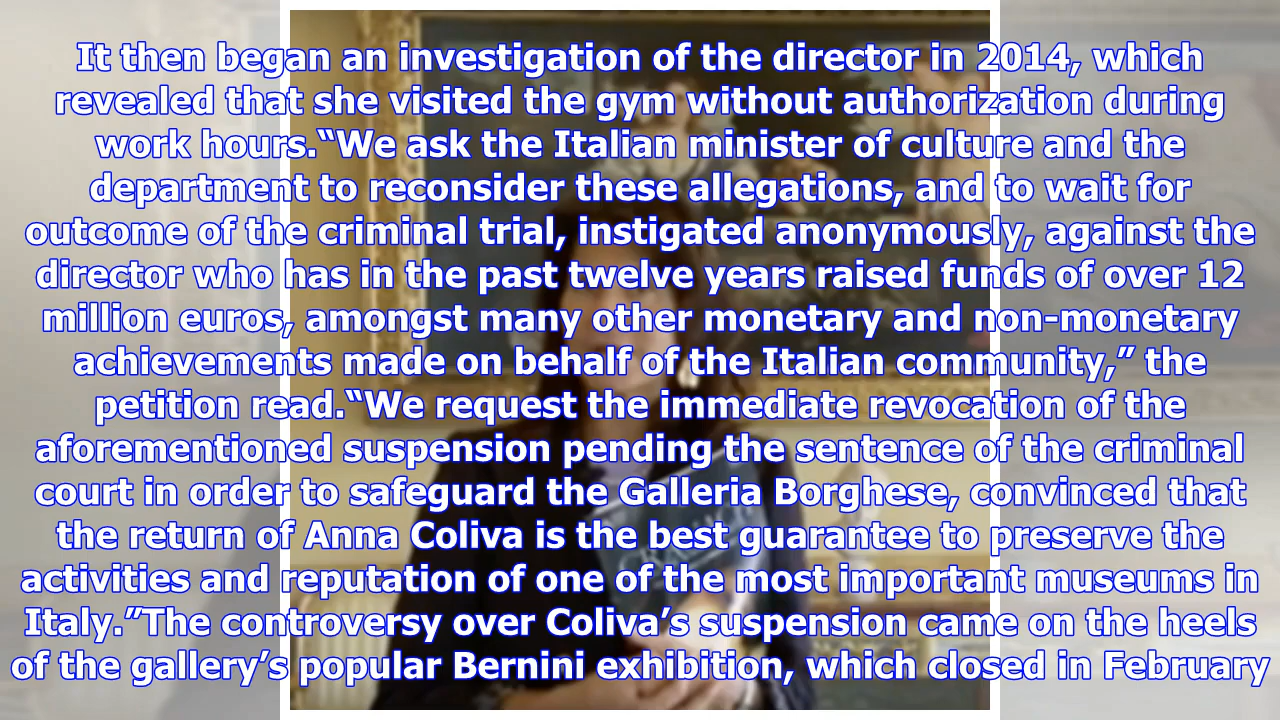 It then began an investigation of the director in 2014, which
revealed that she visited the gym without authorization during
work hours.“We ask the Italian minister of culture and the
department to reconsider these allegations, and to wait for
outcome of the criminal trial, instigated anonymously, against the
director who has in the past twelve years raised funds of over 12
million euros, amongst many other monetary and non-monetary
achievements made on behalf of the Italian community,” the
petition read.“We request the immediate revocation of the
aforementioned suspension pending the sentence of the criminal
court in order to safeguard the Galleria Borghese, convinced that
the return of Anna Coliva is the best guarantee to preserve the
activities and reputation of one of the most important museums in
Italy.”The controversy over Coliva’s suspension came on the heels
of the gallery’s popular Bernini exhibition, which closed in February